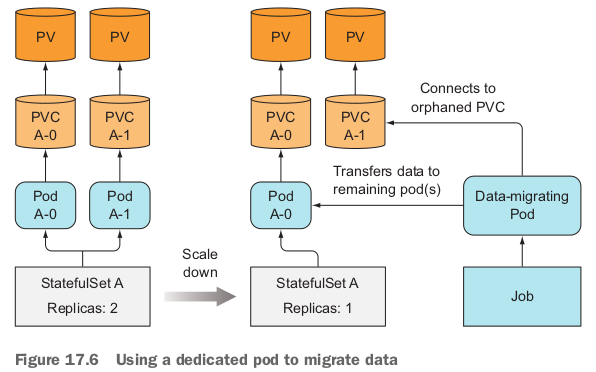 PV
PV
PVC
A-0
PVC
A-1
Pod
A-0
Pod
A-1
StatefulSet A
Replicas: 2
Scale
down
PV
PV
PVC
A-0
PVC
A-1
Connects to
orphaned PVC
Transfers data to
remaining pod(s)
Pod
A-0
Data-migrating
Pod
StatefulSet A
Replicas: 1
Job
Figure 17.6 Using a dedicated pod to migrate data